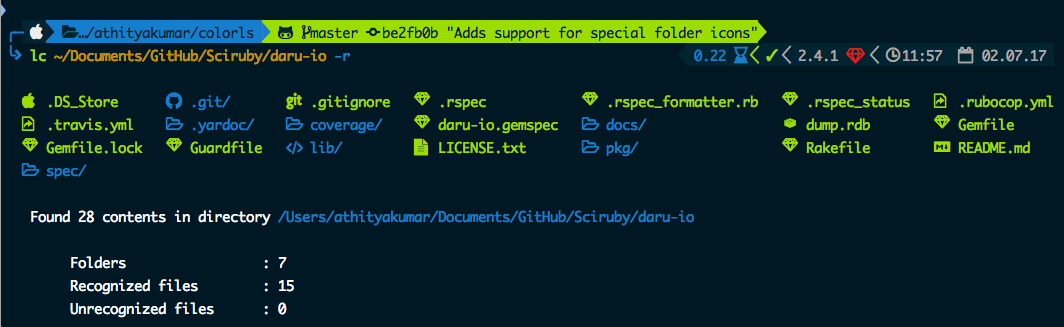 …/athityakumar/colorls master be2fb0b "Adds support for special folder icons"
lc ~/Documents/GitHub/Sciruby/daru-io -r 0.22 2.4.1 11:57 02.07.17
.DS_Store .git/ .gitignore .rspec .rspec_formatter.rb .rspec_status .rubocop.yml
.travis.yml .yardoc/ coverage/ daru-io.gemspec docs/ dump.rdb Gemfile
Gemfile.lock Guardfile lib/ LICENSE.txt pkg/ Rakefile README.md
spec/
Found 28 contents in directory /Users/athityakumar/Documents/GitHub/Sciruby/daru-io
Folders : 7
Recognized files : 15
Unrecognized files : 0